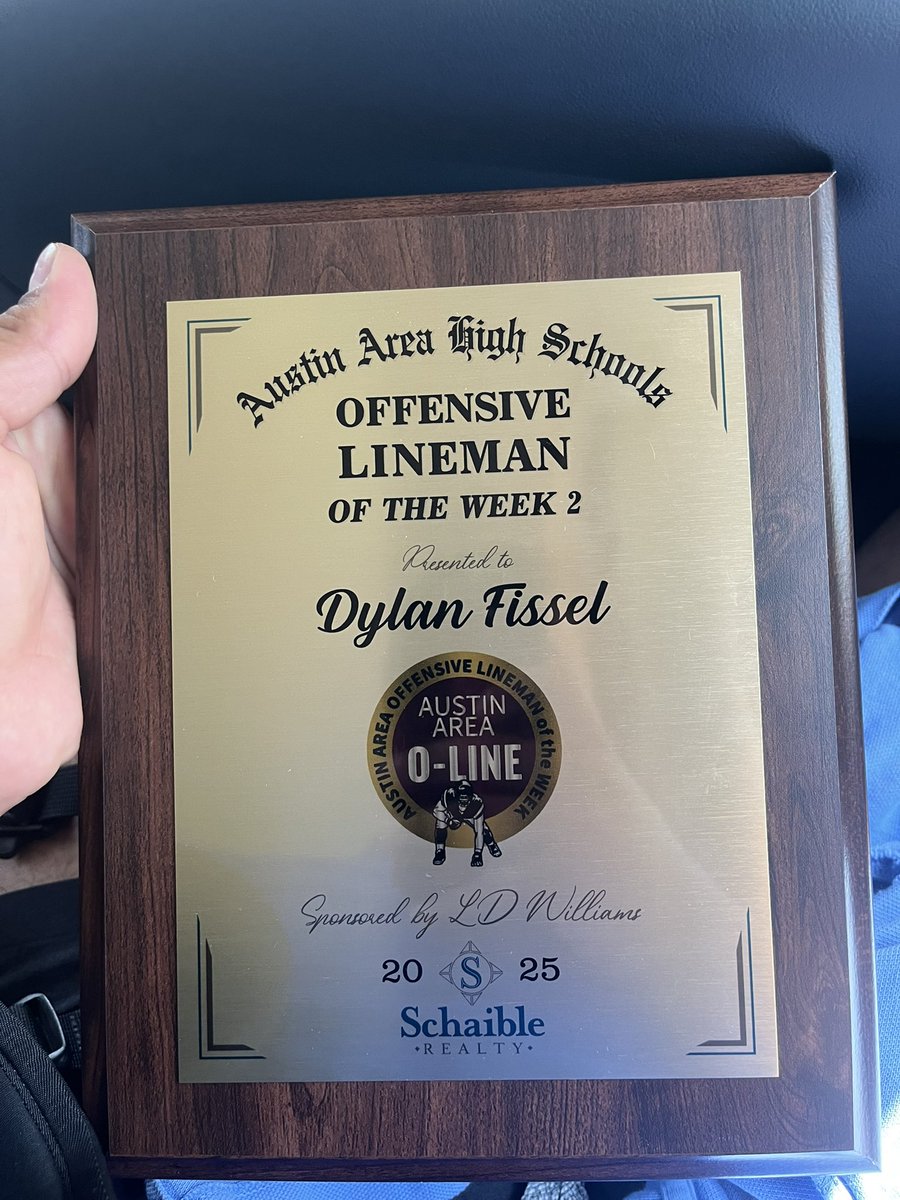 Austin Area High Schools
OFFENSIVE
LINEMAN
OF THE WEEK 2
Presented to
Dylan Fissel
AUSTIN AREA OFFENSIVE LINEMAN of the WEEK
AUSTIN
AREA
O-LINE
Sponsored by LD Williams
20 S 25
Schaible
·REALTY·